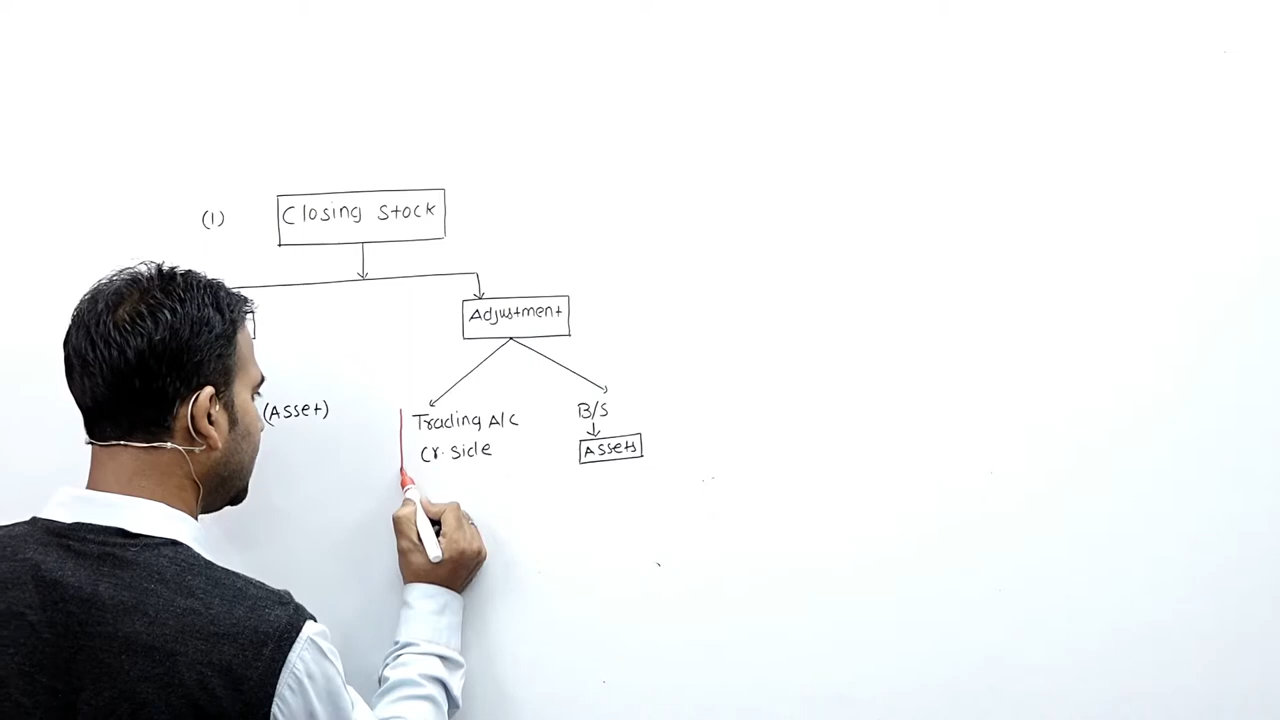 (1) Closing Stock
Adjustment
(Asset)
Trading A/C
Cr. Side
B/S
Assets